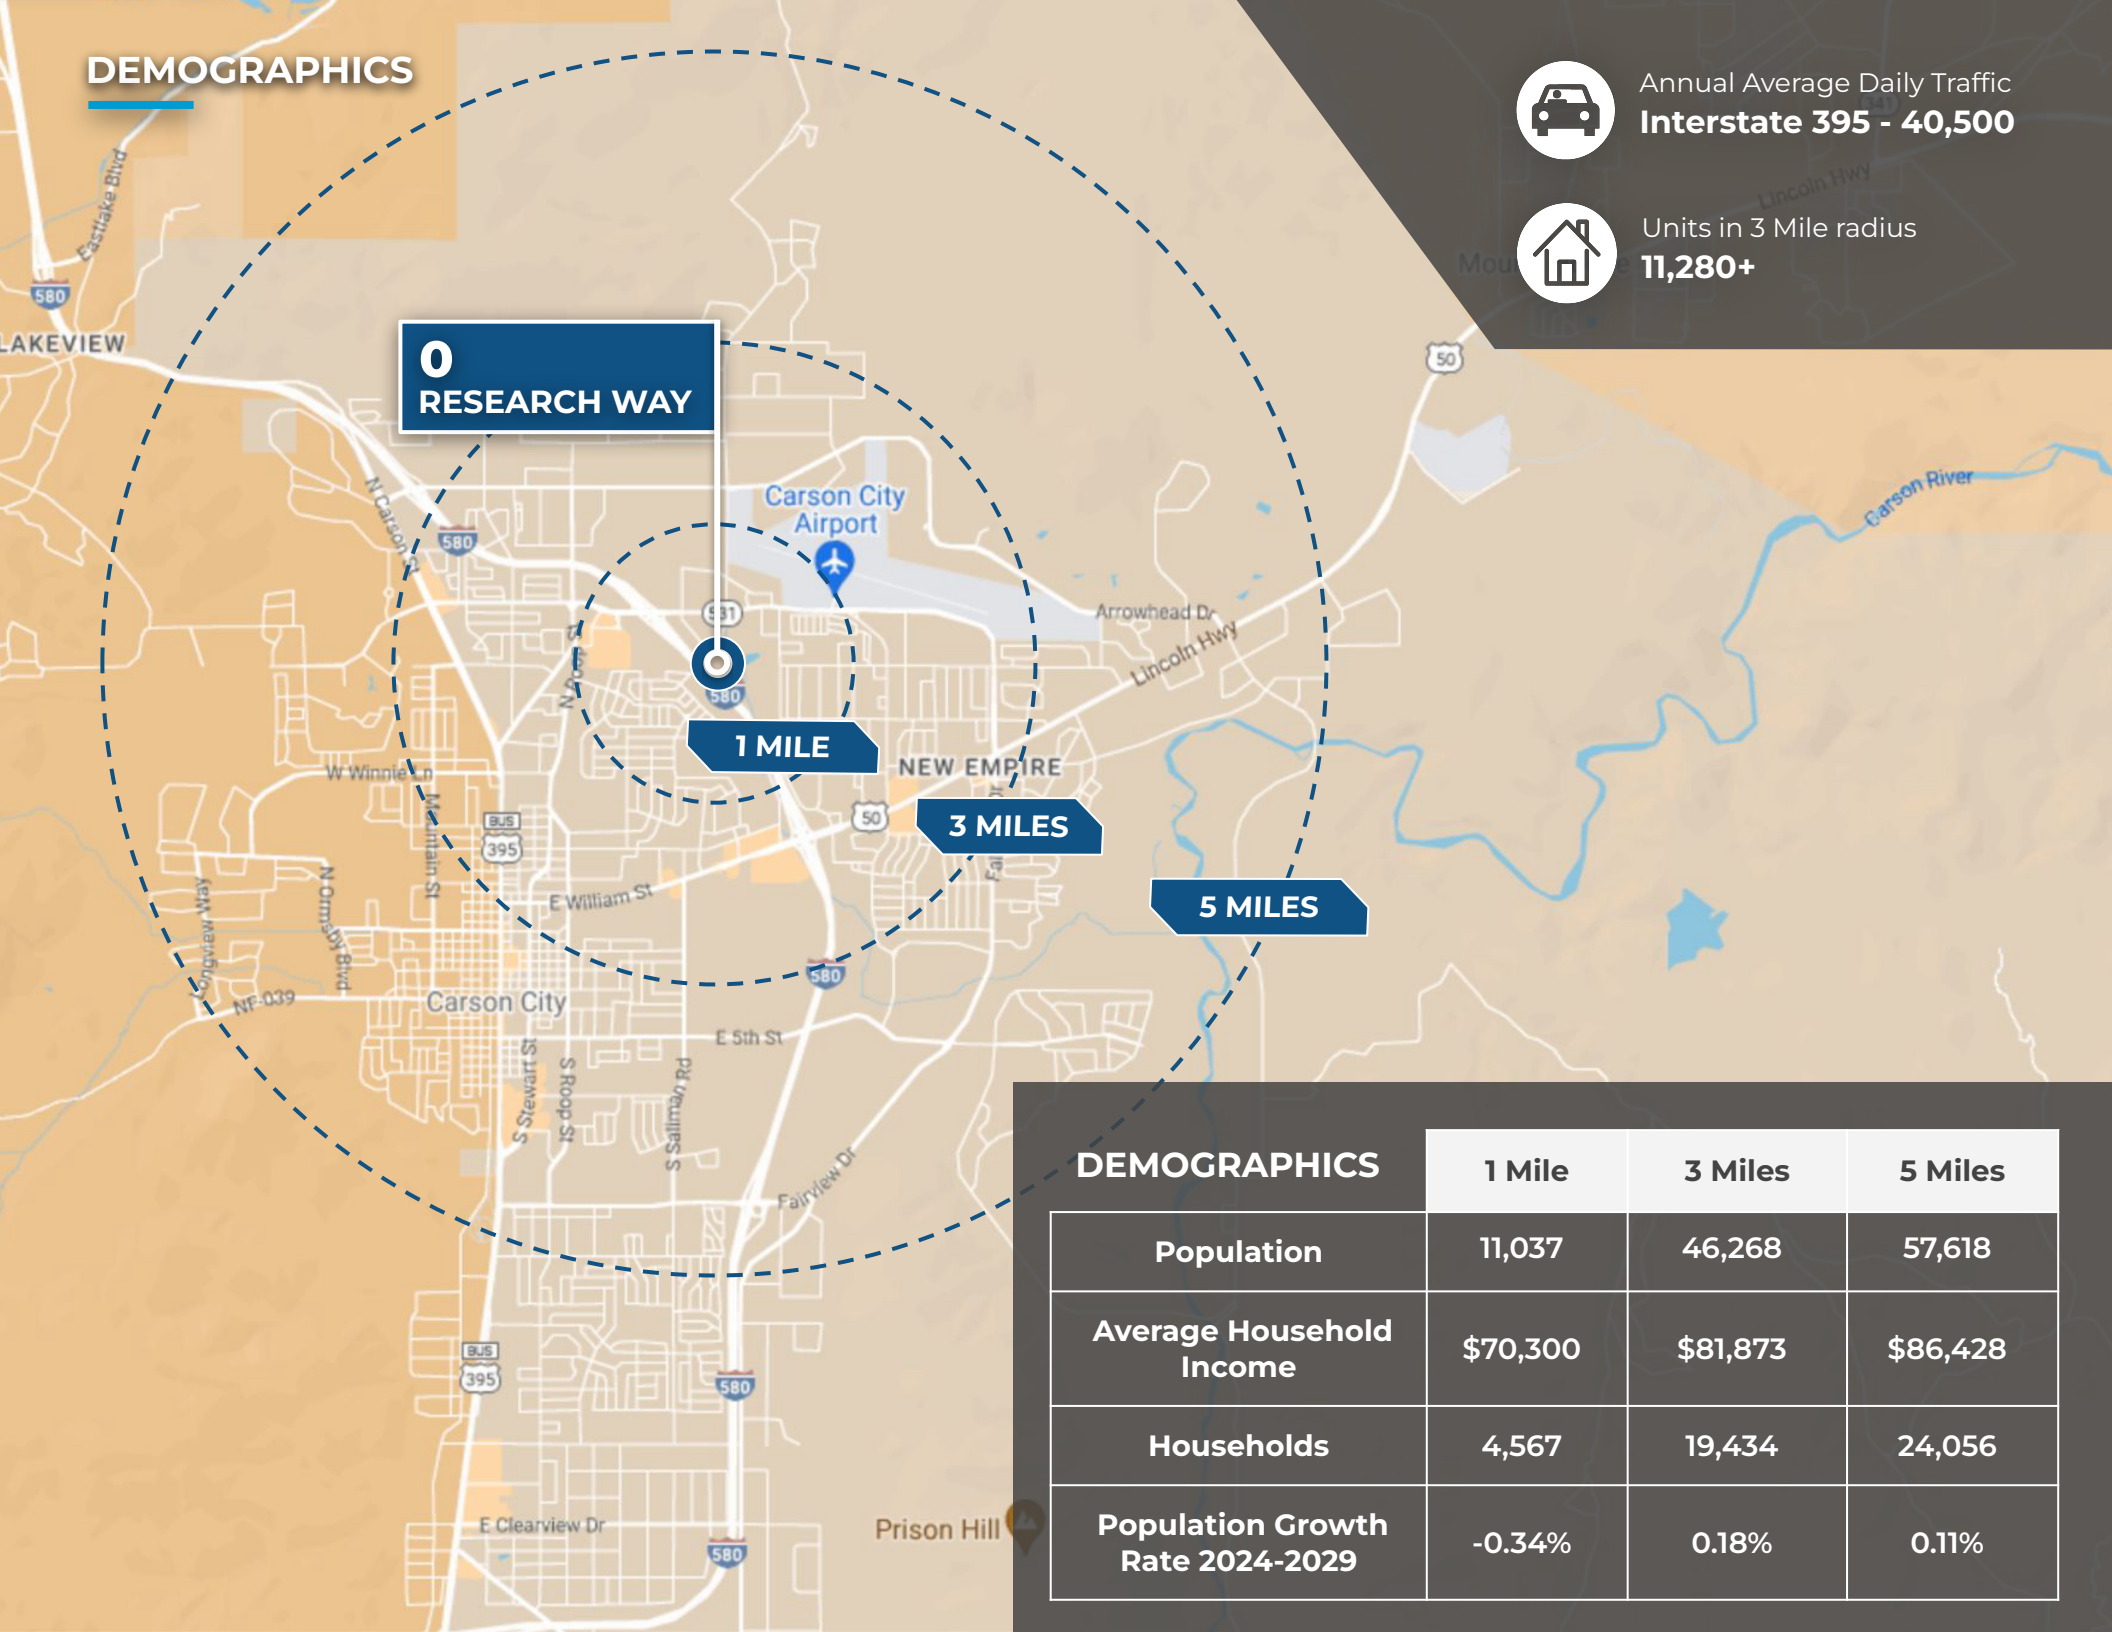 DEMOGRAPHICS
Annual Average Daily Traffic
Interstate 395 - 40,500
341
Lincoln Hwy
Units in 3 Mile radius
11,280+
Eastlake Blvd
580
LAKEVIEW
0
RESEARCH WAY
50
Carson River
N Carson St
580
Carson City
Airport
531
Arrowhead Dr
Lincoln Hwy
N Roop St
580
1 MILE
NEW EMPIRE
W Winnie Ln
Mountain St
BUS
395
50
3 MILES
E William St
5 MILES
Longview Way
N Ormsby Blvd
NF-039
Carson City
580
E 5th St
S Stewart St
S Roop St
S Saliman Rd
Fairview Dr
BUS
395
580
E Clearview Dr
580
Prison Hill
DEMOGRAPHICS 1 Mile 3 Miles 5 Miles
Population 11,037 46,268 57,618
Average Household
Income $70,300 $81,873 $86,428
Households 4,567 19,434 24,056
Population Growth
Rate 2024-2029 -0.34% 0.18% 0.11%